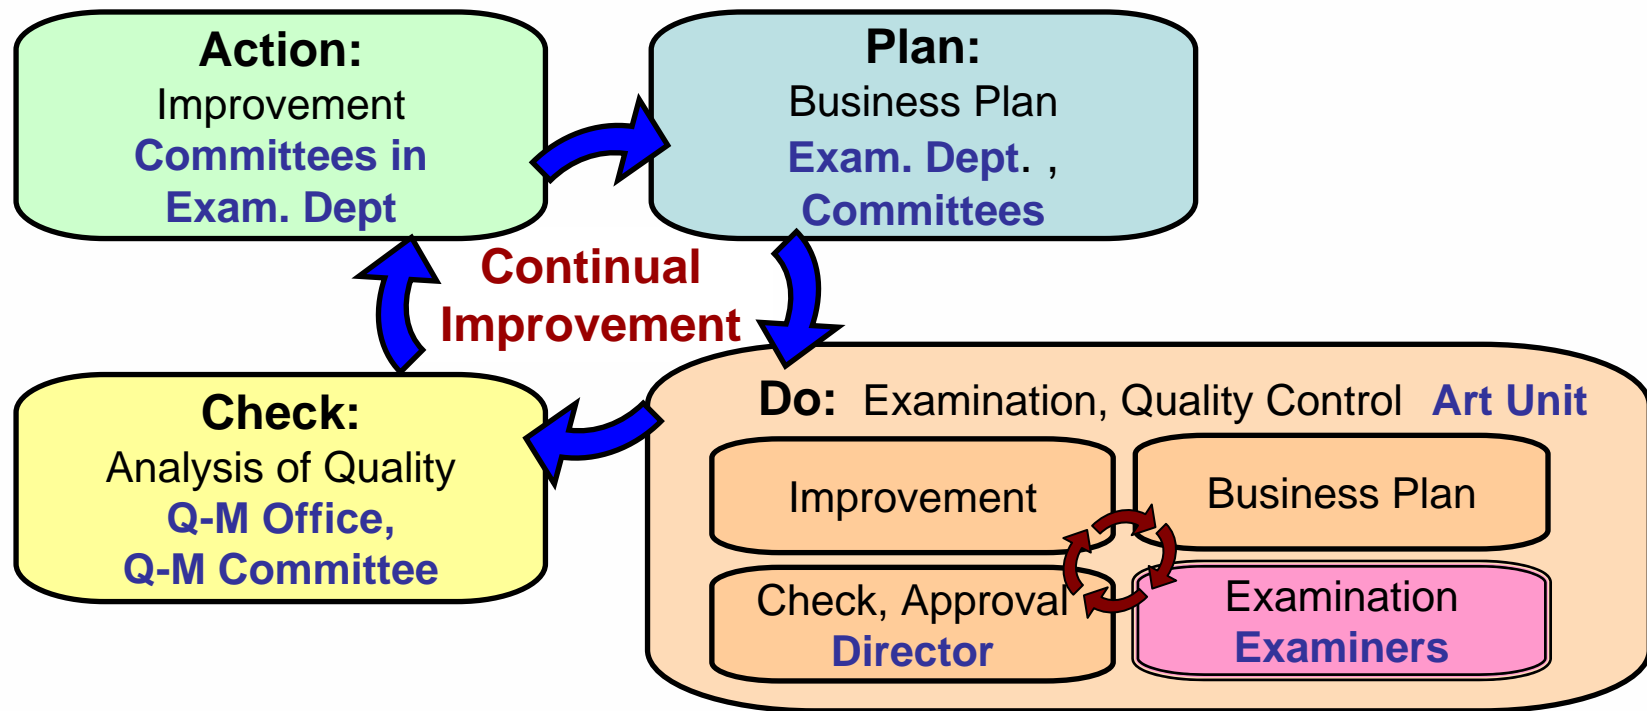 Action:
Improvement
Committees in
Exam. Dept
Plan:
Business Plan
Exam. Dept. ,
Committees
Continual
Improvement
Check:
Analysis of Quality
Q-M Office,
Q-M Committee
Do: Examination, Quality Control Art Unit
Improvement
Business Plan
Check, Approval
Director
Examination
Examiners